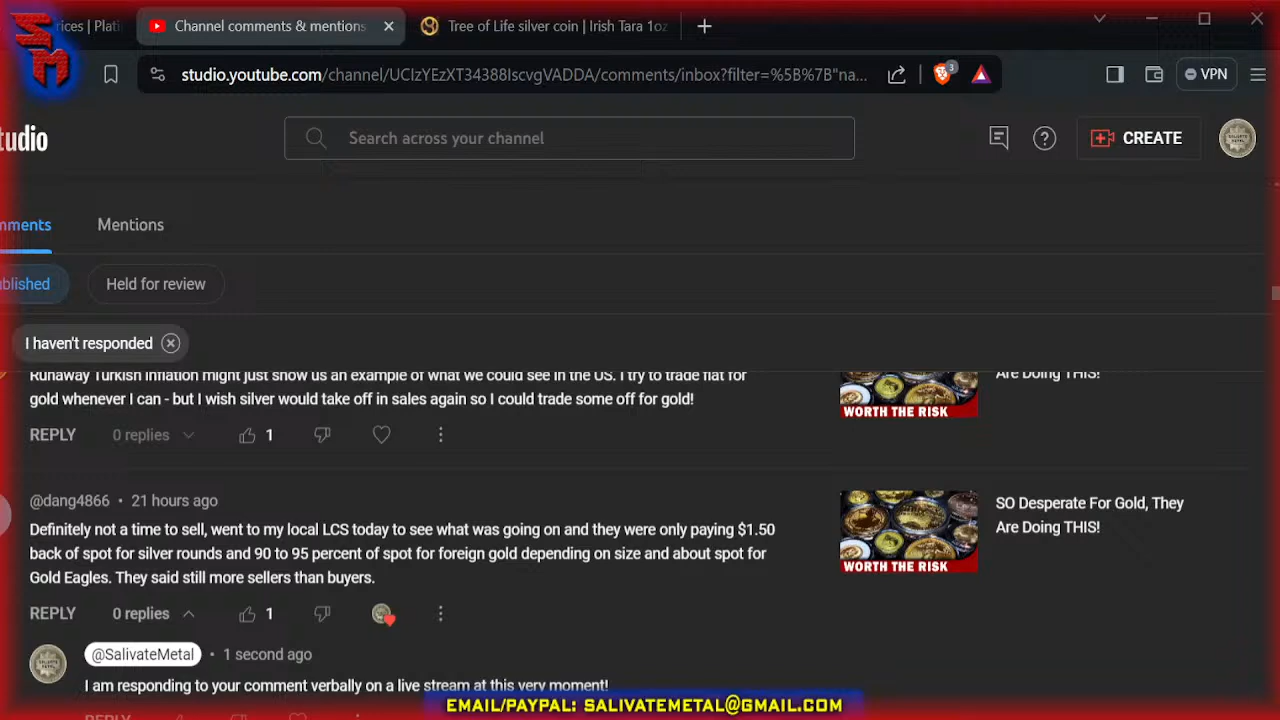 SM
rices | Plati
Channel comments & mentions
Tree of Life silver coin | Irish Tara 1oz
studio.youtube.com/channel/UCIzYEzXT34388IscvgVADDA/comments/inbox?filter=%5B%7B"na...
3
VPN
tudio
Search across your channel
CREATE
mments
Mentions
blished
Held for review
I haven't responded
Runaway Turkish inflation might just show us an example of what we could see in the US. I try to trade fiat for
gold whenever I can - but I wish silver would take off in sales again so I could trade some off for gold!
Are Doing THIS!
WORTH THE RISK
REPLY 0 replies 1
@dang4866 • 21 hours ago
Definitely not a time to sell, went to my local LCS today to see what was going on and they were only paying $1.50
back of spot for silver rounds and 90 to 95 percent of spot for foreign gold depending on size and about spot for
Gold Eagles. They said still more sellers than buyers.
SO Desperate For Gold, They
Are Doing THIS!
WORTH THE RISK
REPLY 0 replies 1
@SalivateMetal • 1 second ago
I am responding to your comment verbally on a live stream at this very moment!
REPLY
EMAIL/PAYPAL: SALIVATEMETAL@GMAIL.COM